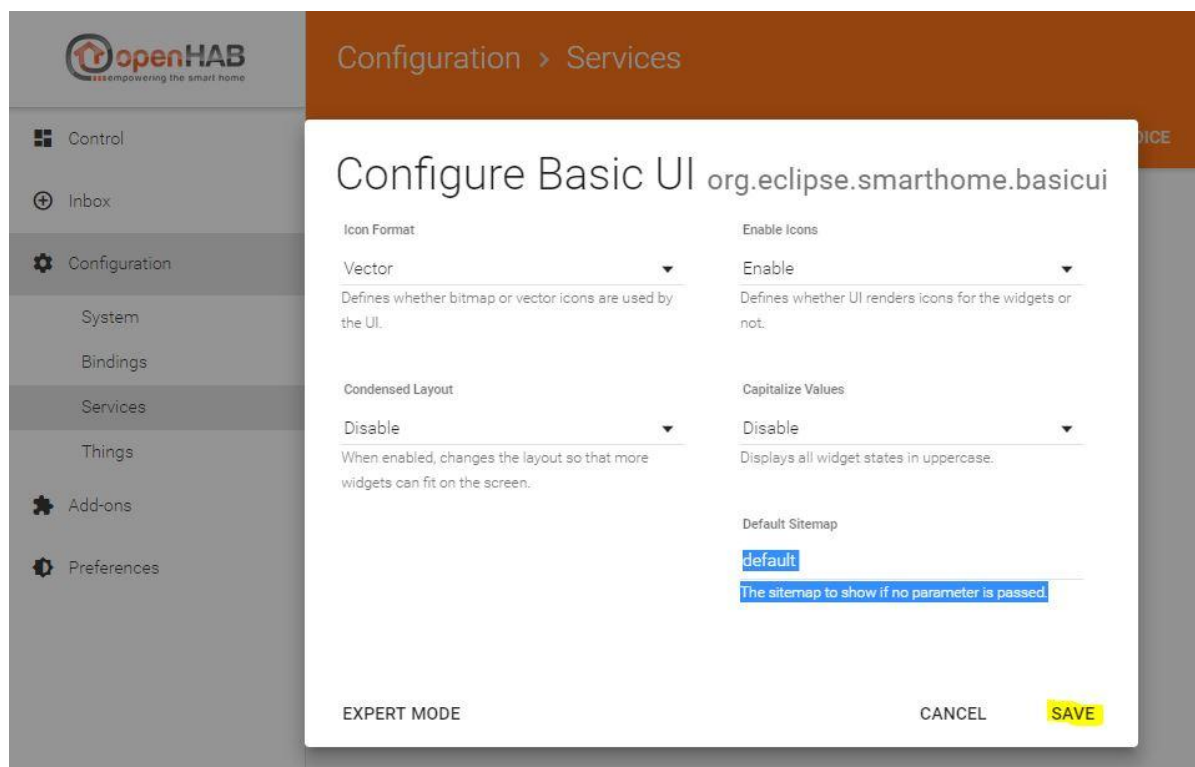 openHAB
empowering the smart home
Configuration > Services
Control
Inbox
Configuration
System
Bindings
Services
Things
Add-ons
Preferences
OICE
Configure Basic UI org.eclipse.smarthome.basicui
Icon Format
Vector
Defines whether bitmap or vector icons are used by
the UI.
Enable Icons
Enable
Defines whether UI renders icons for the widgets or
not.
Condensed Layout
Disable
When enabled, changes the layout so that more
widgets can fit on the screen.
Capitalize Values
Disable
Displays all widget states in uppercase.
Default Sitemap
default
The sitemap to show if no parameter is passed.
EXPERT MODE
CANCEL
SAVE